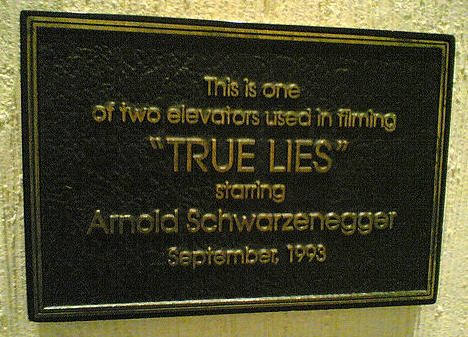 This is one
of two elevators used in filming
"TRUE LIES"
starring
Arnold Schwarzenegger
September, 1993